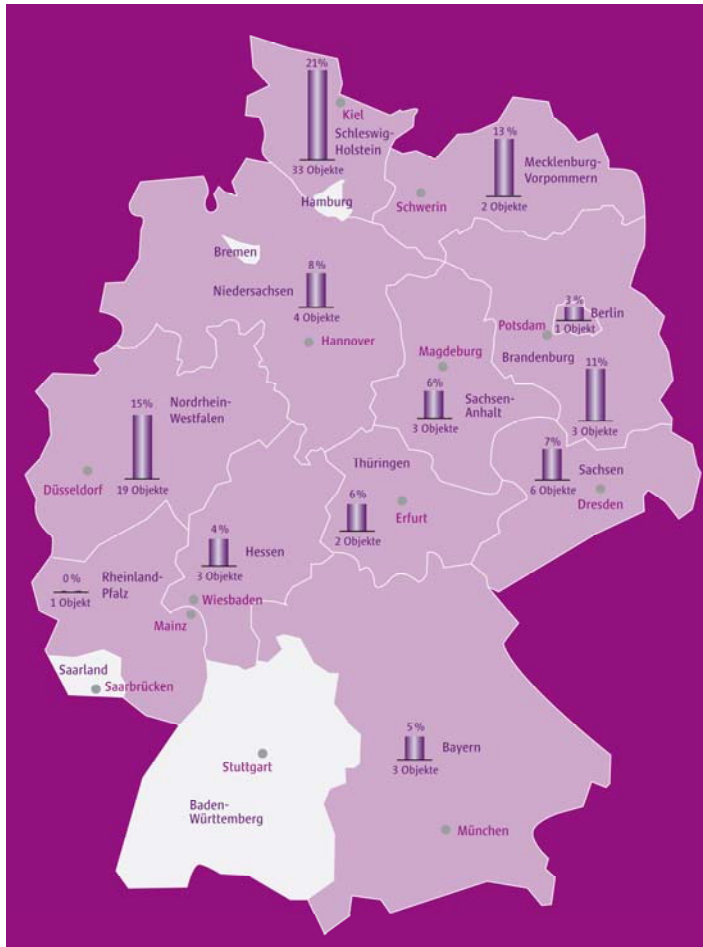 21%
Kiel
Schleswig-
Holstein
33 Objekte
13 %
Mecklenburg-
Vorpommern
2 Objekte
Schwerin
Hamburg
Bremen
8 %
Niedersachsen
4 Objekte
Hannover
3 %
Berlin
1 Objekt
Potsdam
Brandenburg
11%
3 Objekte
Magdeburg
6%
Sachsen-
Anhalt
3 Objekte
15%
Nordrhein-
Westfalen
19 Objekte
Düsseldorf
7%
Sachsen
6 Objekte
Dresden
Thüringen
6 %
2 Objekte
Erfurt
4 %
Hessen
3 Objekte
Wiesbaden
Mainz
0 %
Rheinland-
Pfalz
1 Objekt
Saarland
Saarbrücken
Stuttgart
Baden-
Württemberg
5 %
Bayern
3 Objekte
München